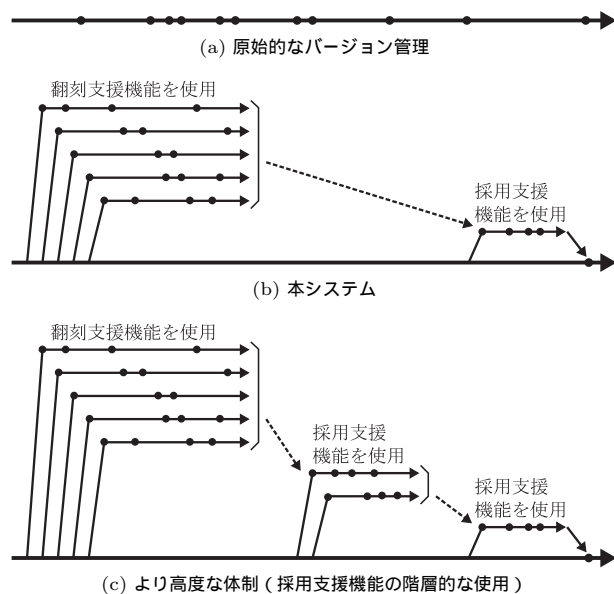 (a) 原始的なバージョン管理
翻刻支援機能を使用
採用支援
機能を使用
(b) 本システム
翻刻支援機能を使用
採用支援
機能を使用
採用支援
機能を使用
(c) より高度な体制(採用支援機能の階層的な使用)